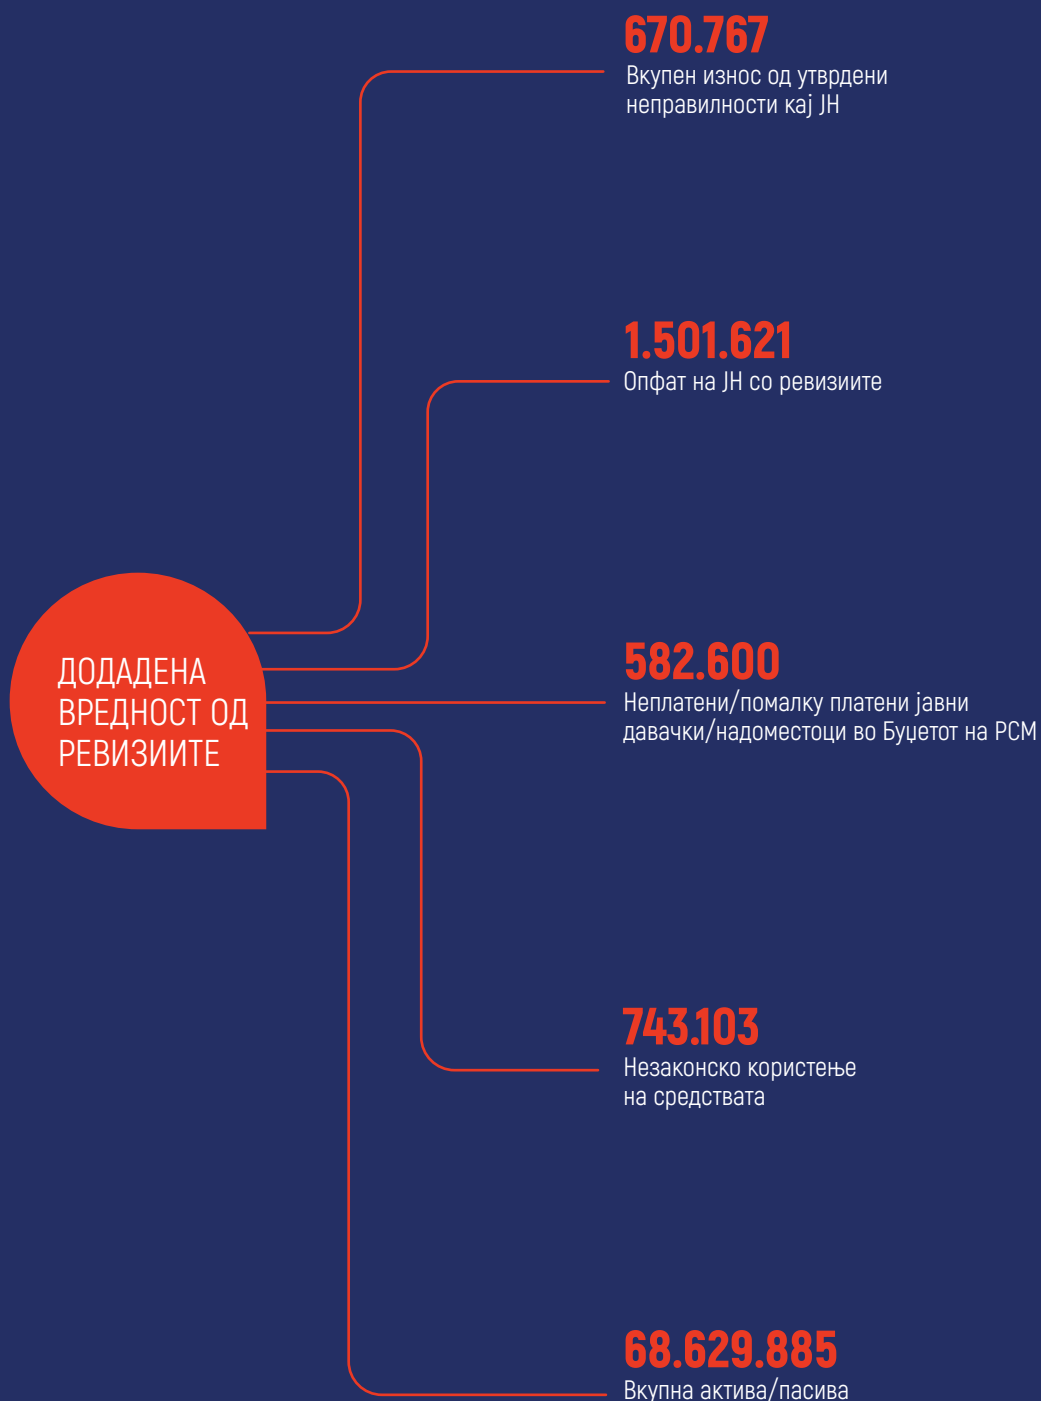 670.767
Вкупен износ од утврдени
неправилности кај ЈН
1.501.621
Опфат на ЈН со ревизиите
ДОДАДЕНА
ВРЕДНОСТ ОД
РЕВИЗИИТЕ
582.600
Неплатени/помалку платени јавни
давачки/надоместоци во Буџетот на РСМ
743.103
Незаконско користење
на средствата
68.629.885
Вкупна актива/пасива